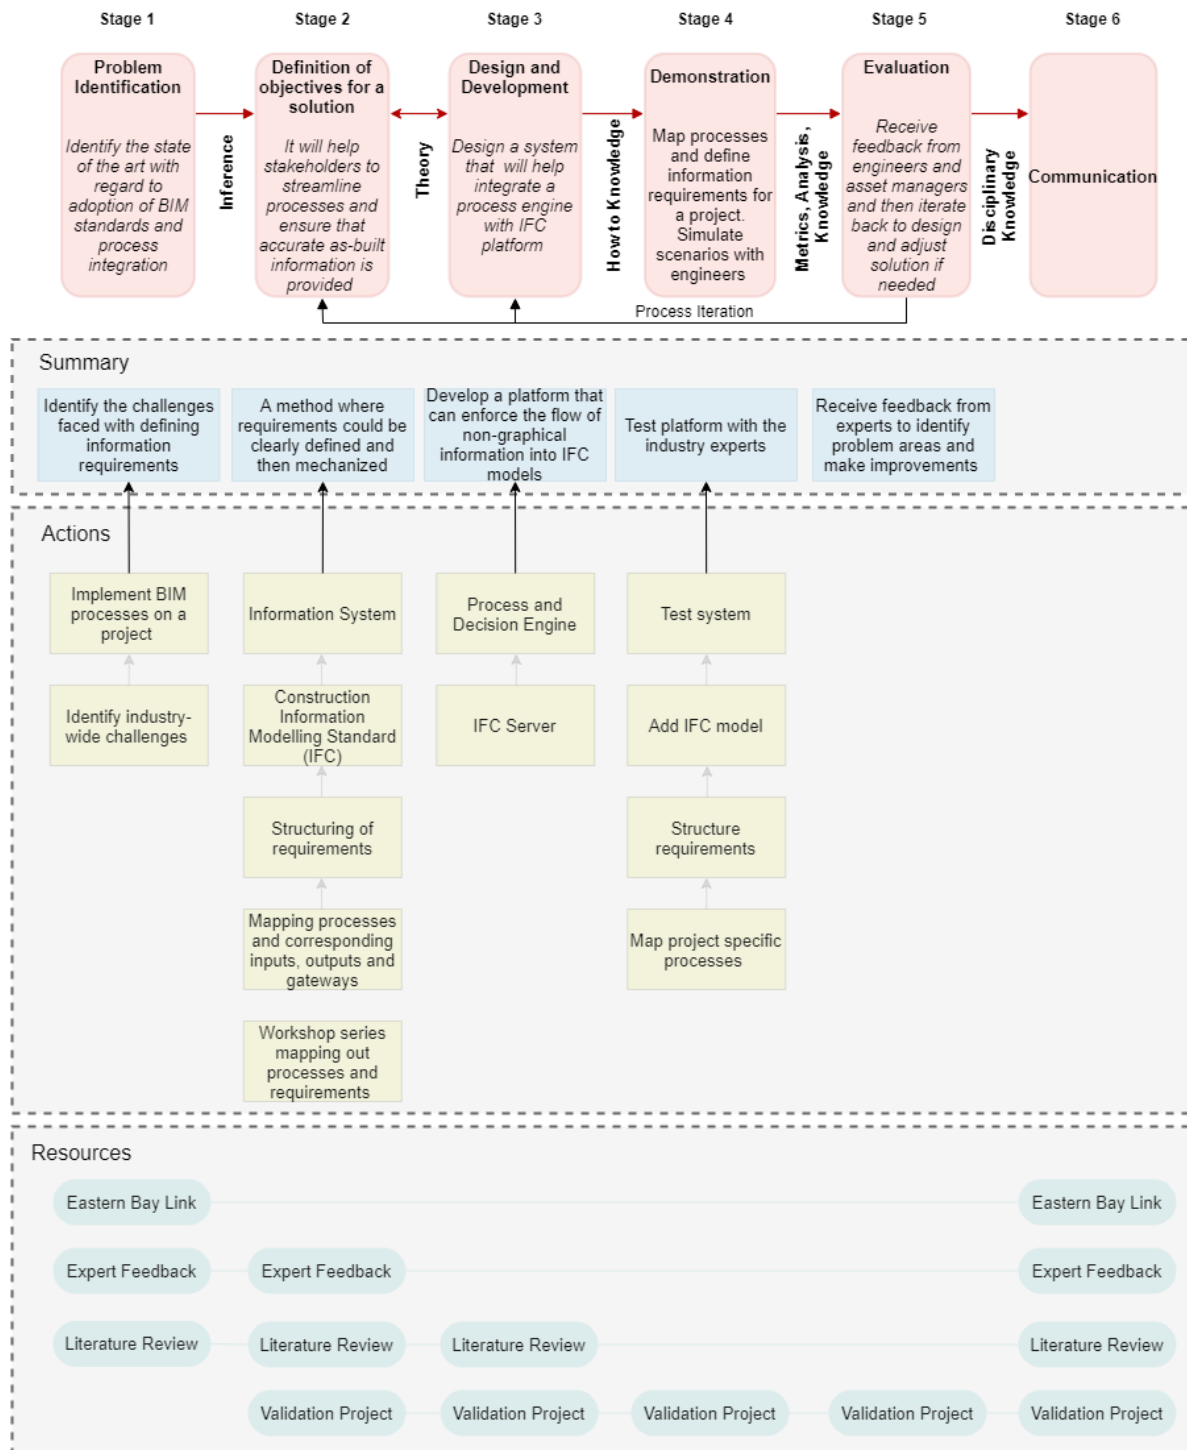 Stage 1
Stage 2
Stage 3
Stage 4
Stage 5
Stage 6
Problem
Identification
Identify the state
of the art with
regard to
adoption of BIM
standards and
process
integration
Inference
Definition of
objectives for a
solution
It will help
stakeholders to
streamline
processes and
ensure that
accurate as-built
information is
provided
Theory
Design and
Development
Design a system
that will help
integrate a
process engine
with IFC
platform
How to Knowledge
Demonstration
Map processes
and define
information
requirements for
a project.
Simulate
scenarios with
engineers
Metrics, Analysis,
Knowledge
Evaluation
Receive
feedback from
engineers and
asset managers
and then iterate
back to design
and adjust
solution if
needed
Disciplinary
Knowledge
Communication
Process Iteration
Summary
Identify the challenges
faced with defining
information
requirements
A method where
requirements could be
clearly defined and
then mechanized
Develop a platform that
can enforce the flow of
non-graphical
information into IFC
models
Test platform with the
industry experts
Receive feedback from
experts to identify
problem areas and
make improvements
Actions
Implement BIM
processes on a
project
Information System
Process and
Decision Engine
Test system
Identify industry-
wide challenges
Construction
Information
Modelling Standard
(IFC)
IFC Server
Add IFC model
Structuring of
requirements
Structure
requirements
Mapping processes
and corresponding
inputs, outputs and
gateways
Map project specific
processes
Workshop series
mapping out
processes and
requirements
Resources
Eastern Bay Link
Eastern Bay Link
Expert Feedback
Expert Feedback
Expert Feedback
Literature Review
Literature Review
Literature Review
Literature Review
Validation Project
Validation Project
Validation Project
Validation Project
Validation Project